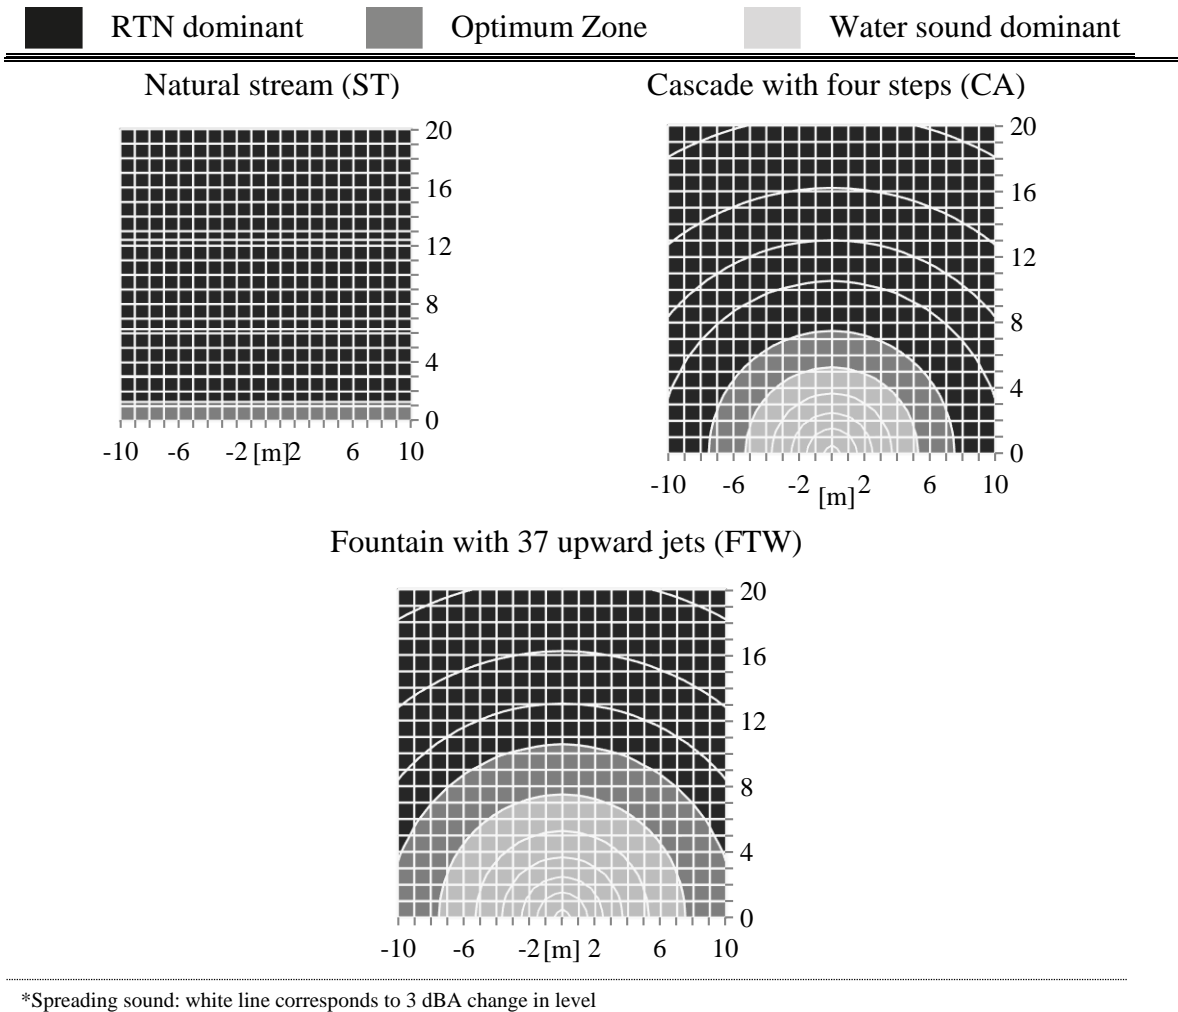 RTN dominant Optimum Zone Water sound dominant
Natural stream (ST)
20
16
12
8
4
0
-10 -6 -2 [m] 2 6 10
Cascade with four steps (CA)
20
16
12
8
4
0
-10 -6 -2 [m] 2 6 10
Fountain with 37 upward jets (FTW)
20
16
12
8
4
0
-10 -6 -2 [m] 2 6 10
*Spreading sound: white line corresponds to 3 dBA change in level